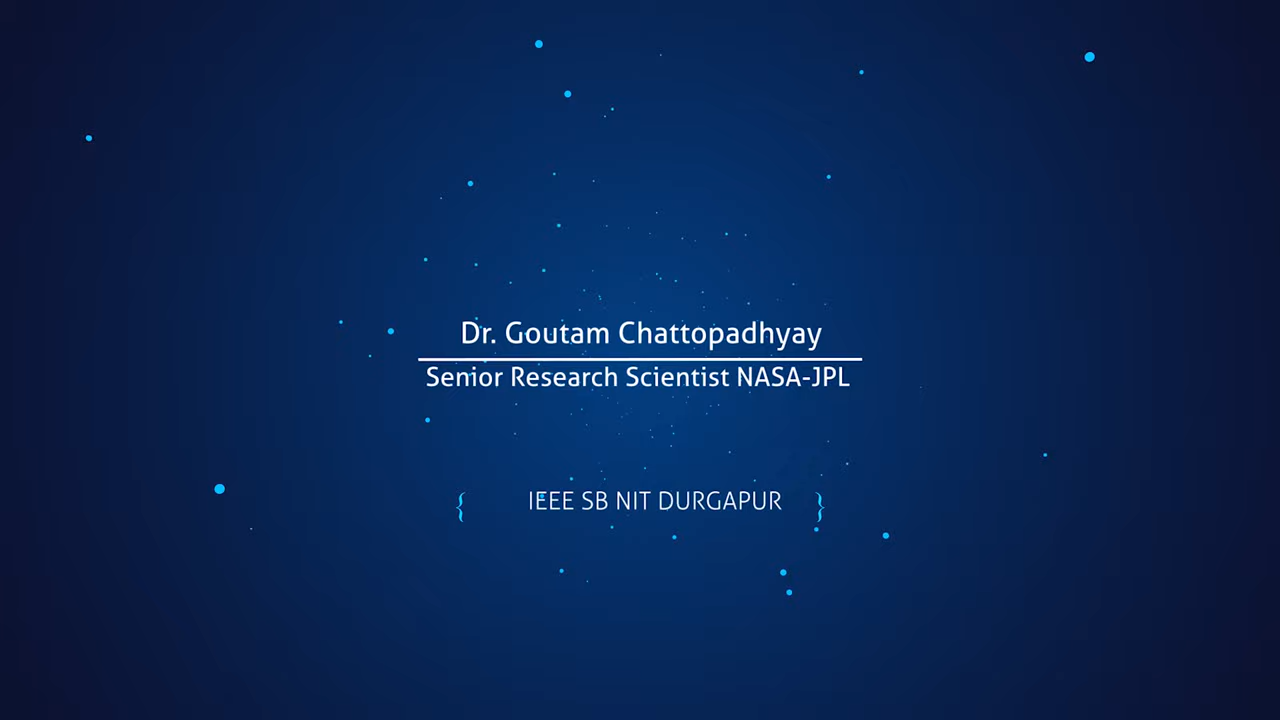 Dr. Goutam Chattopadhyay
Senior Research Scientist NASA-JPL
{ IEEE SB NIT DURGAPUR }